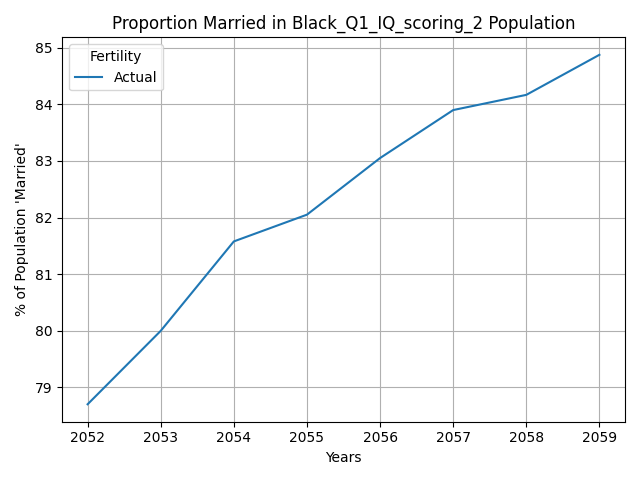 Proportion Married in Black_Q1_IQ_scoring_2 Population
Fertility
Actual
% of Population 'Married'
85
84
83
82
81
80
79
2052 2053 2054 2055 2056 2057 2058 2059
Years